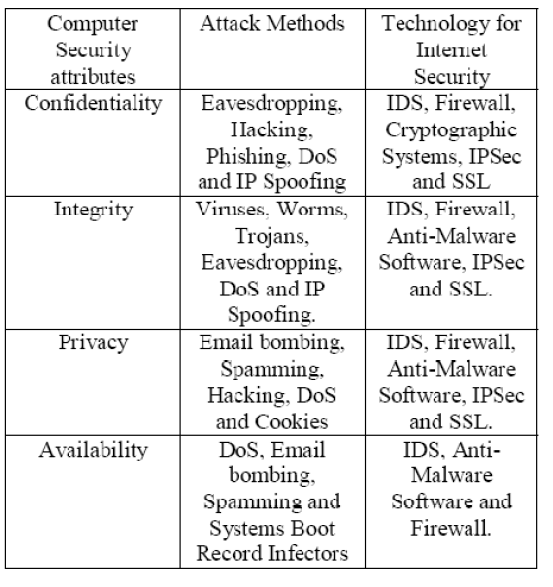 Computer Security attributes
Attack Methods
Technology for Internet Security
Confidentiality
Eavesdropping,
Hacking,
Phishing, DoS
and IP Spoofing
IDS, Firewall,
Cryptographic
Systems, IPSec
and SSL
Integrity
Viruses, Worms,
Trojans,
Eavesdropping,
DoS and IP
Spoofing.
IDS, Firewall,
Anti-Malware
Software, IPSec
and SSL.
Privacy
Email bombing,
Spamming,
Hacking, DoS
and Cookies
IDS, Firewall,
Anti-Malware
Software, IPSec
and SSL.
Availability
DoS, Email
bombing,
Spamming and
Systems Boot
Record Infectors
IDS, Anti-
Malware
Software and
Firewall.